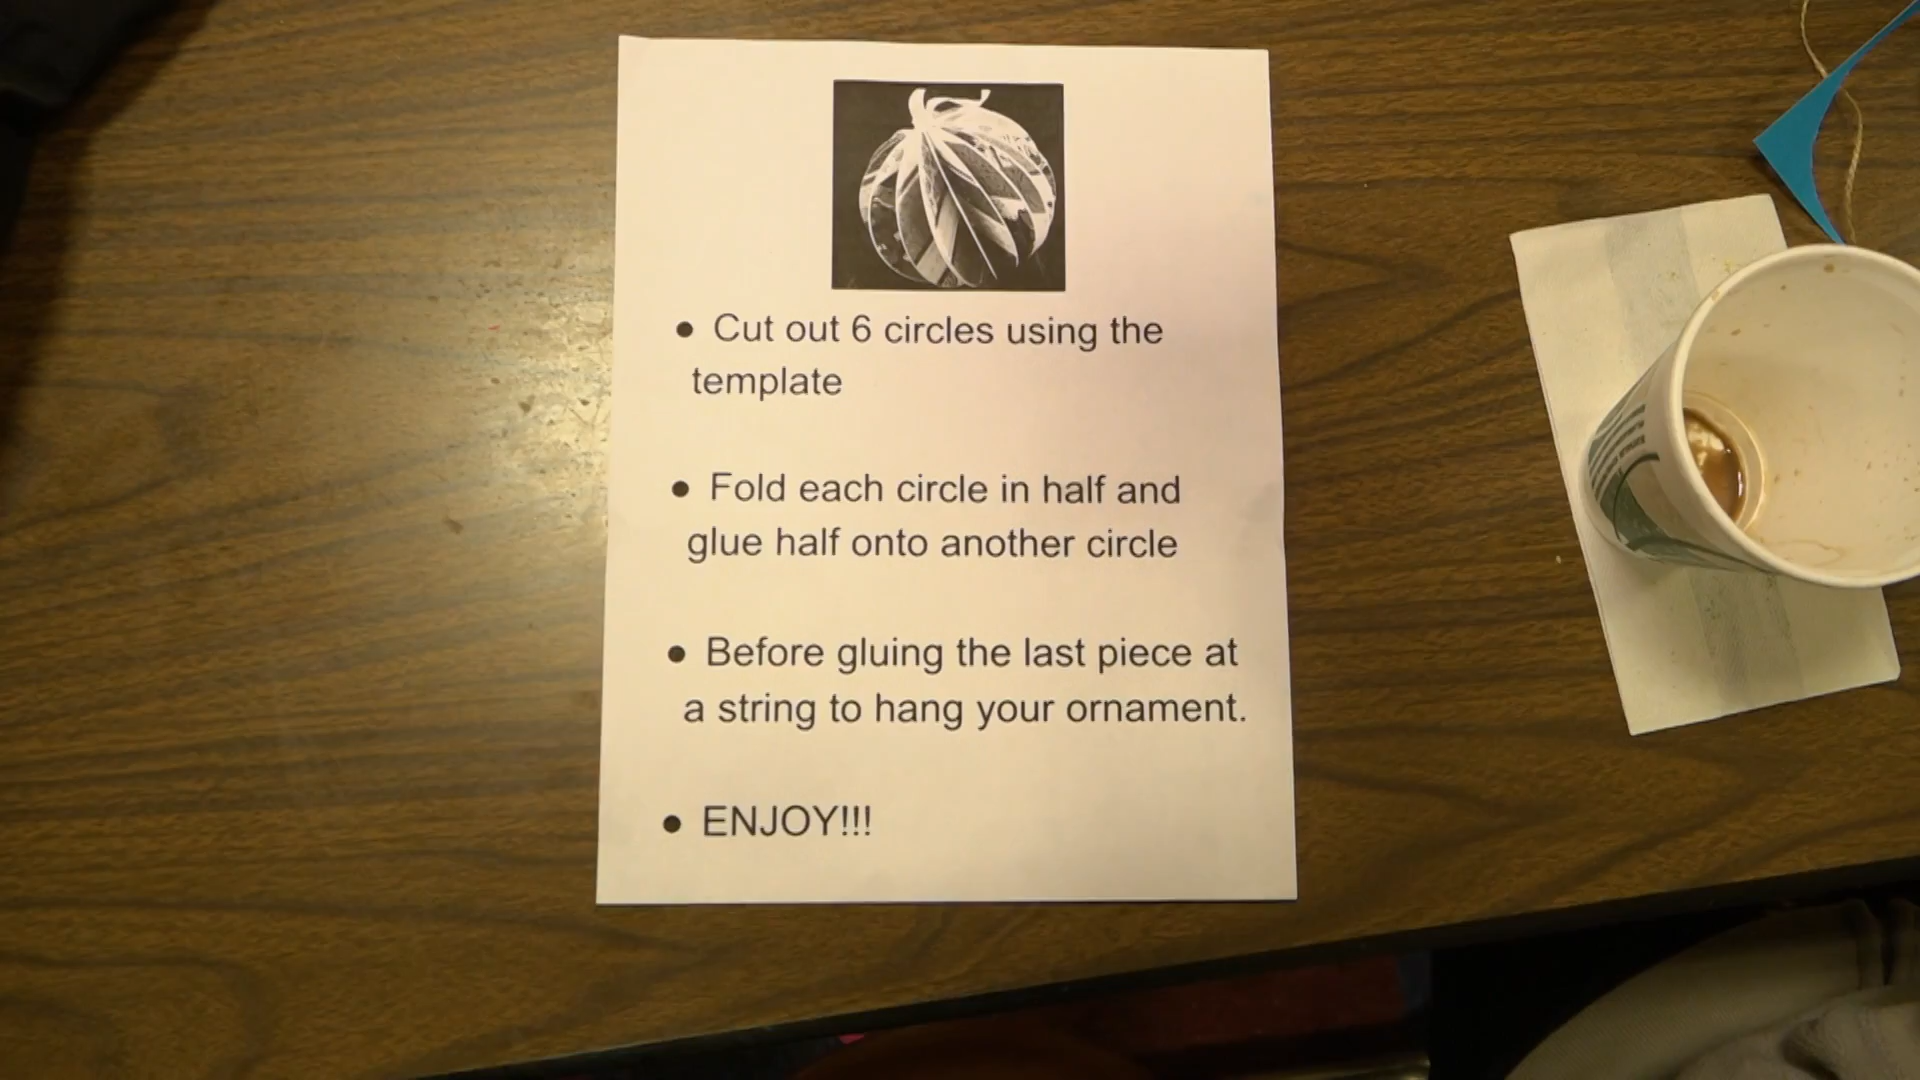 ● Cut out 6 circles using the
template
● Fold each circle in half and
glue half onto another circle
● Before gluing the last piece at
a string to hang your ornament.
● ENJOY!!!